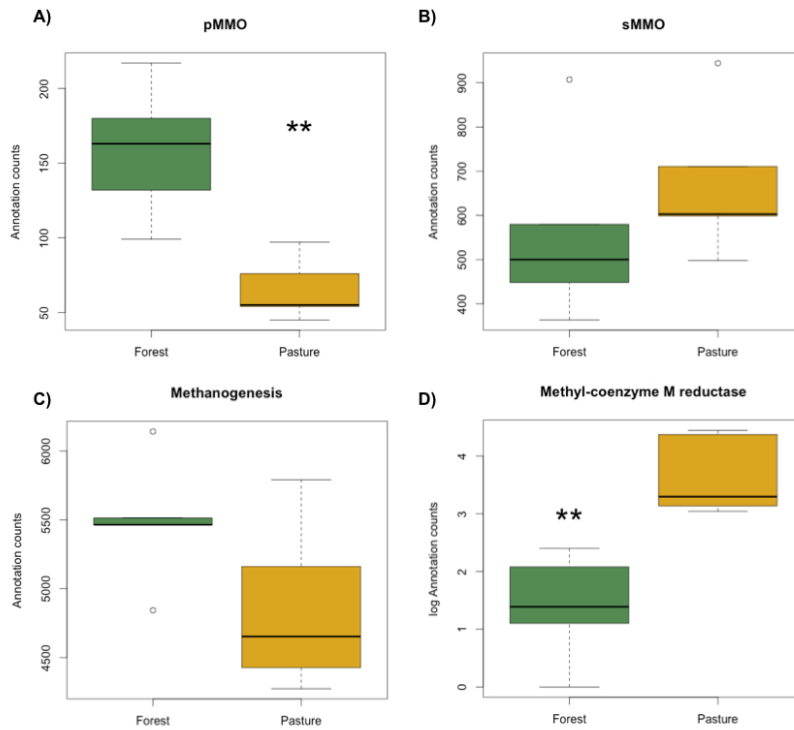 A)
pMMO
Annotation counts
200
150
100
50
**
Forest Pasture
B)
sMMO
Annotation counts
900
800
700
600
500
400
Forest Pasture
C)
Methanogenesis
Annotation counts
6000
5500
5000
4500
Forest Pasture
D)
Methyl-coenzyme M reductase
log Annotation counts
4
3
2
1
0
**
Forest Pasture